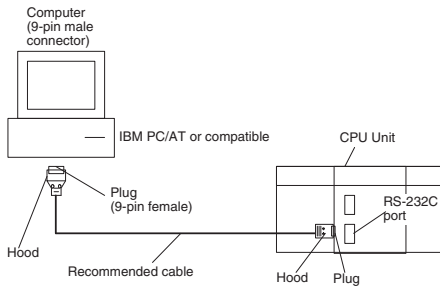 Computer
(9-pin male
connector)
IBM PC/AT or compatible
CPU Unit
Plug
(9-pin female)
RS-232C
port
Hood
Recommended cable
Hood
Plug